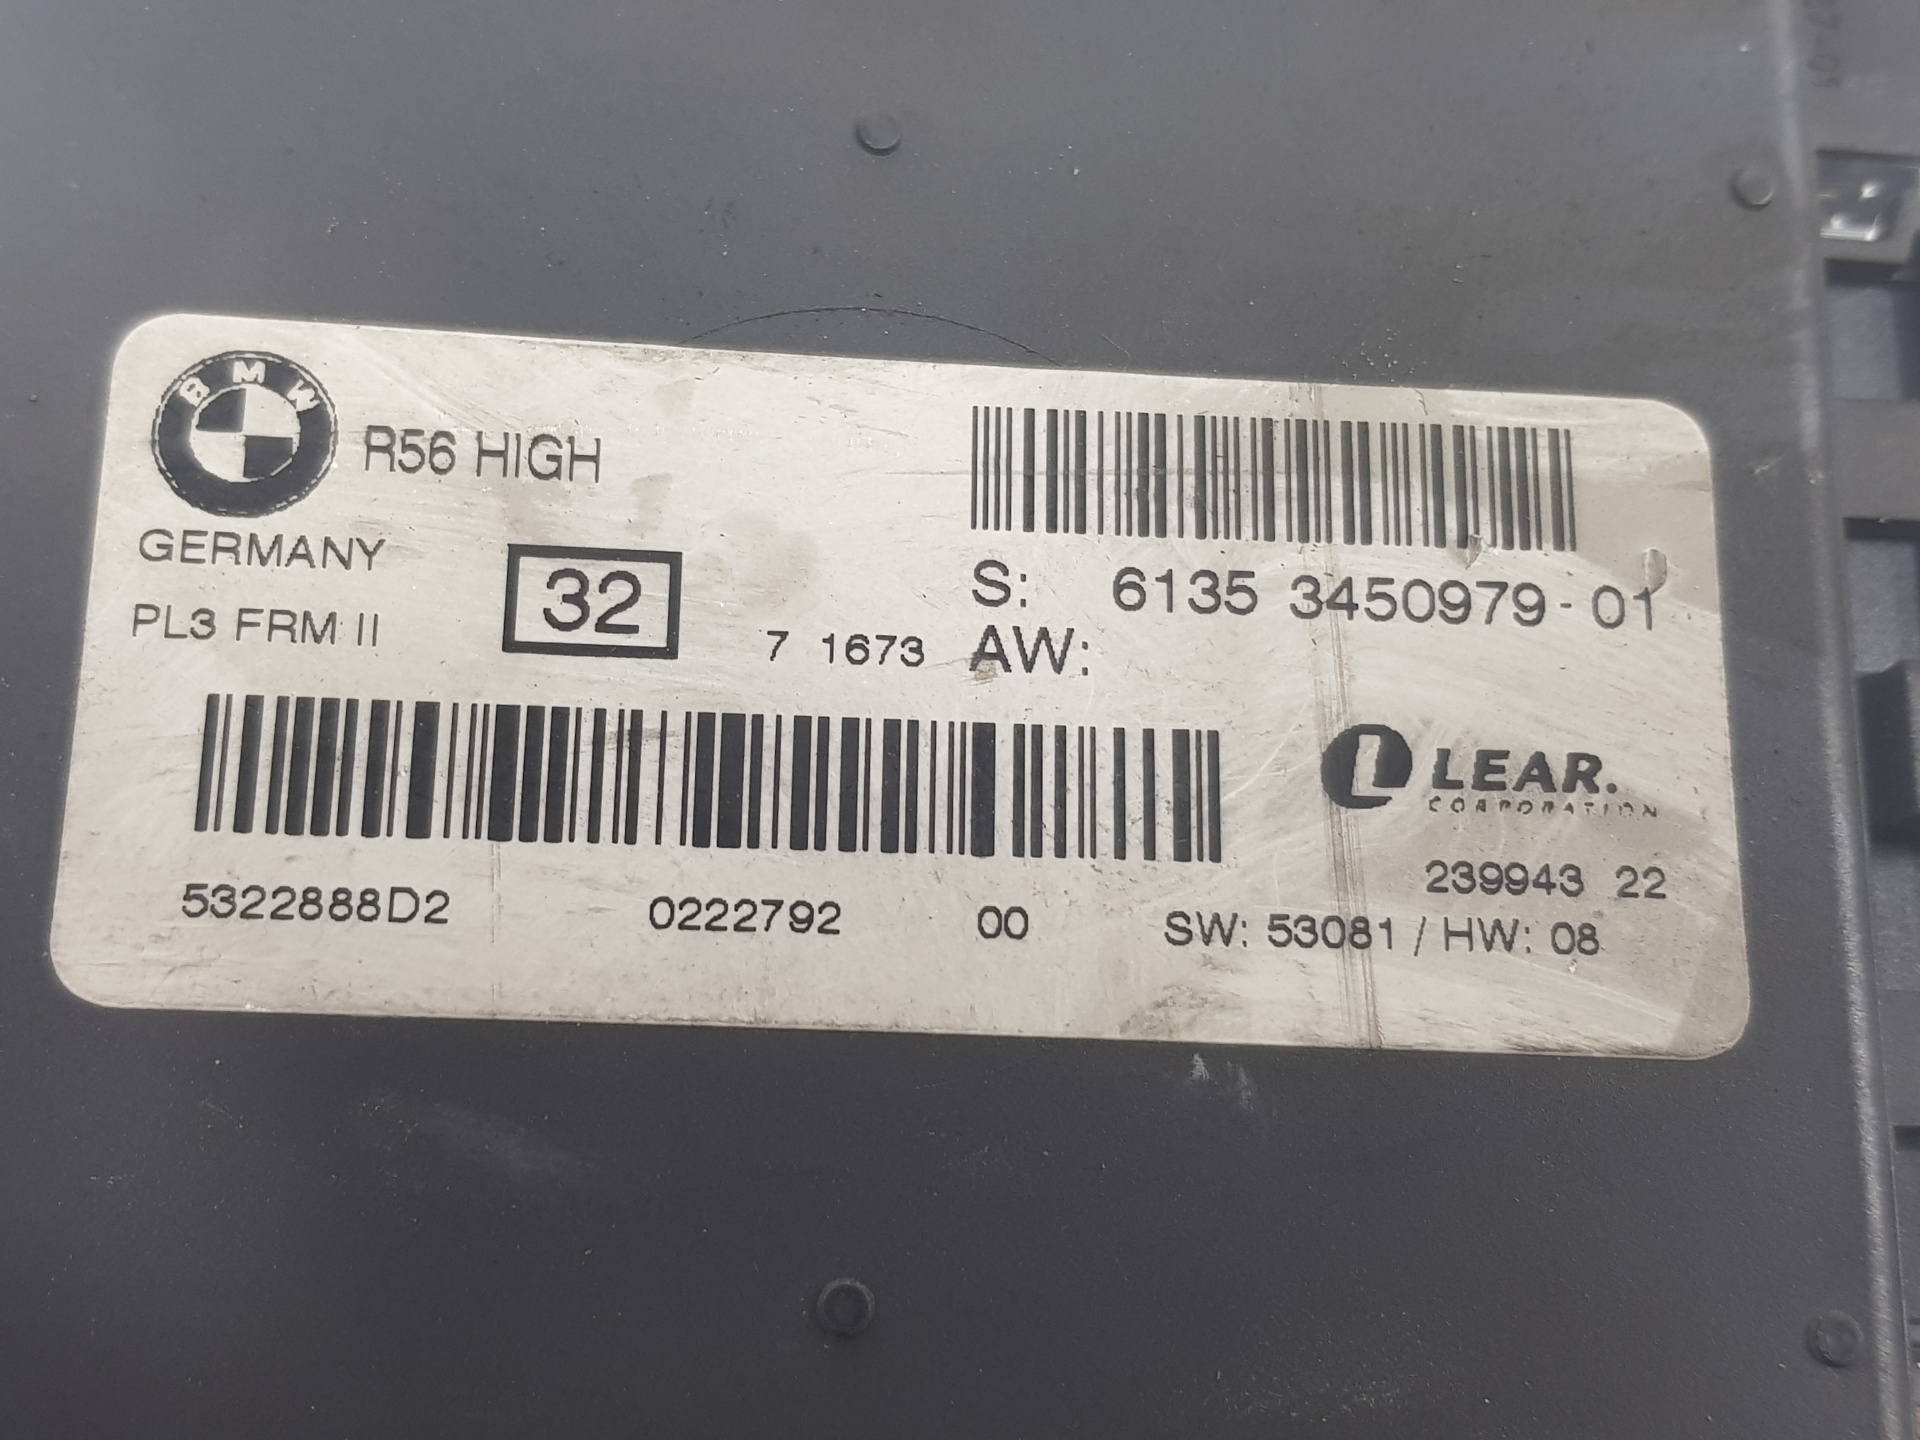 BMW
R56 HIGH
GERMANY
PL3 FRM II
32
7 1673
S: 6135 3450979-01
AW:
LEAR.
CORPORATION
5322888D2 0222792 00
239943 22
SW: 53081 / HW: 08